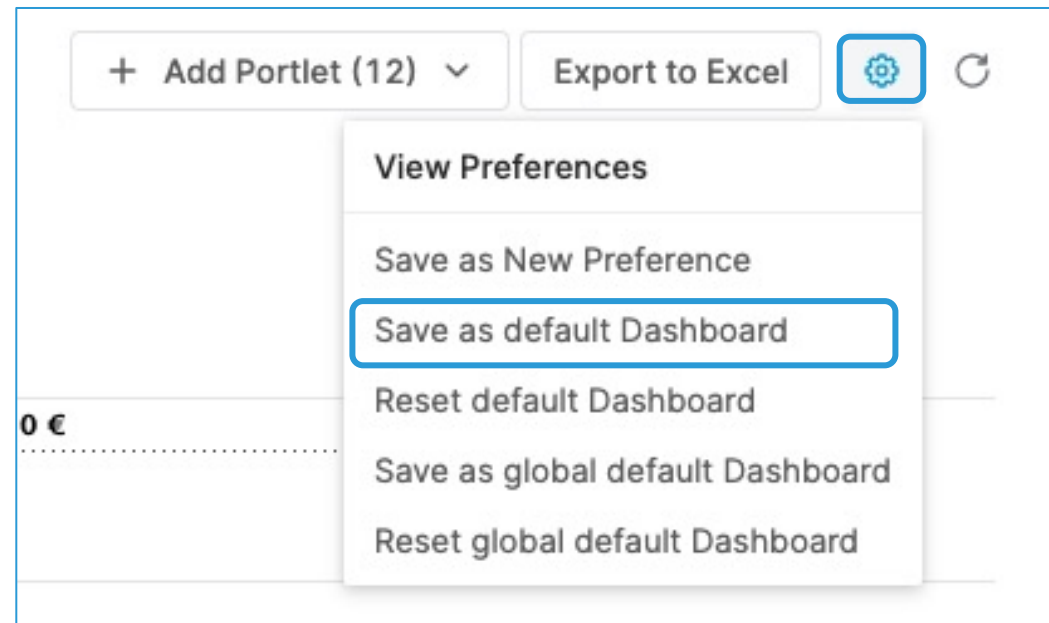 + Add Portlet (12)
Export to Excel
View Preferences
Save as New Preference
Save as default Dashboard
Reset default Dashboard
0 €
Save as global default Dashboard
Reset global default Dashboard